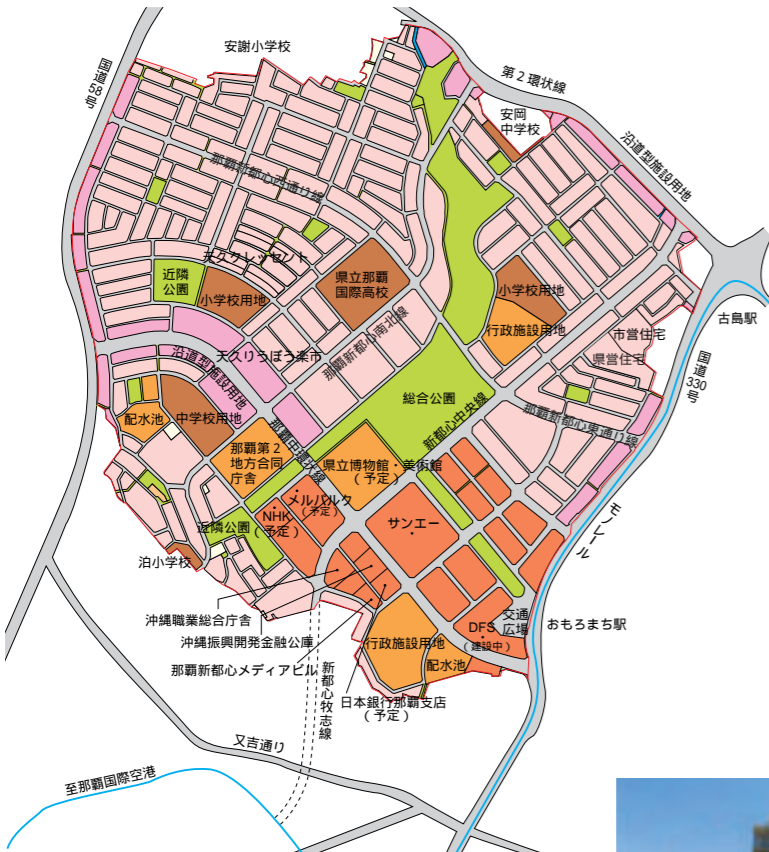 安謝小学校
国道58号
第2環状線
安岡
中学校
沿道型施設用地
那覇新都心西通り線
天久クレッセント
近隣
公園
小学校用地
県立那覇
国際高校
小学校用地
行政施設用地
古島駅
市営住宅
県営住宅
国道330号
天久りうぼう楽市
沿道型施設用地
那覇新都心南北線
総合公園
新都心中央線
那覇新都心東通り線
配水池
中学校用地
那覇中環状線
那覇第2
地方合同
庁舎
県立博物館・美術館
(予定)
メルパルク
(予定)
NHK
(予定)
サンエー
近隣公園
泊小学校
モノレール
沖縄職業総合庁舎
沖縄振興開発金融公庫
那覇新都心メディアビル
行政施設用地
配水池
DFS
(建設中)
交通
広場
おもろまち駅
日本銀行那覇支店
(予定)
新都心牧志線
又吉通り
至那覇国際空港